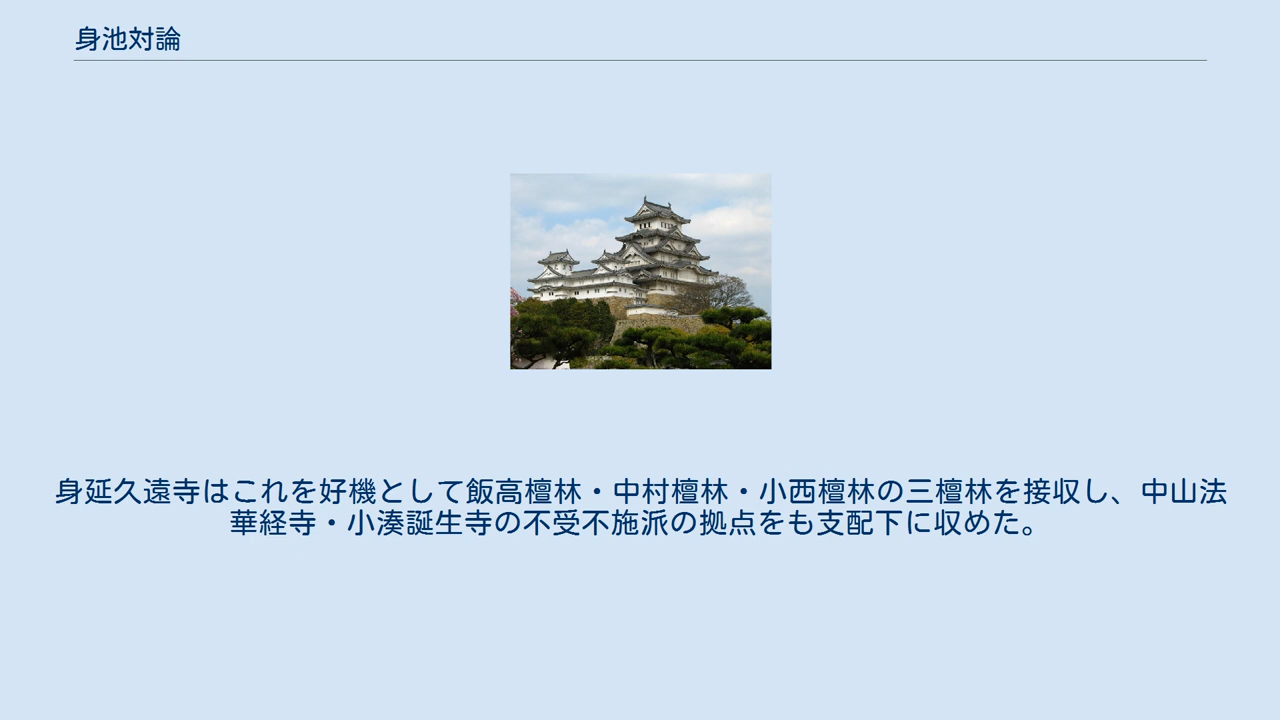 身池対論
身延久遠寺はこれを好機として飯高檀林・中村檀林・小西檀林の三檀林を接収し、中山法
華経寺・小湊誕生寺の不受不施派の拠点をも支配下に収めた。